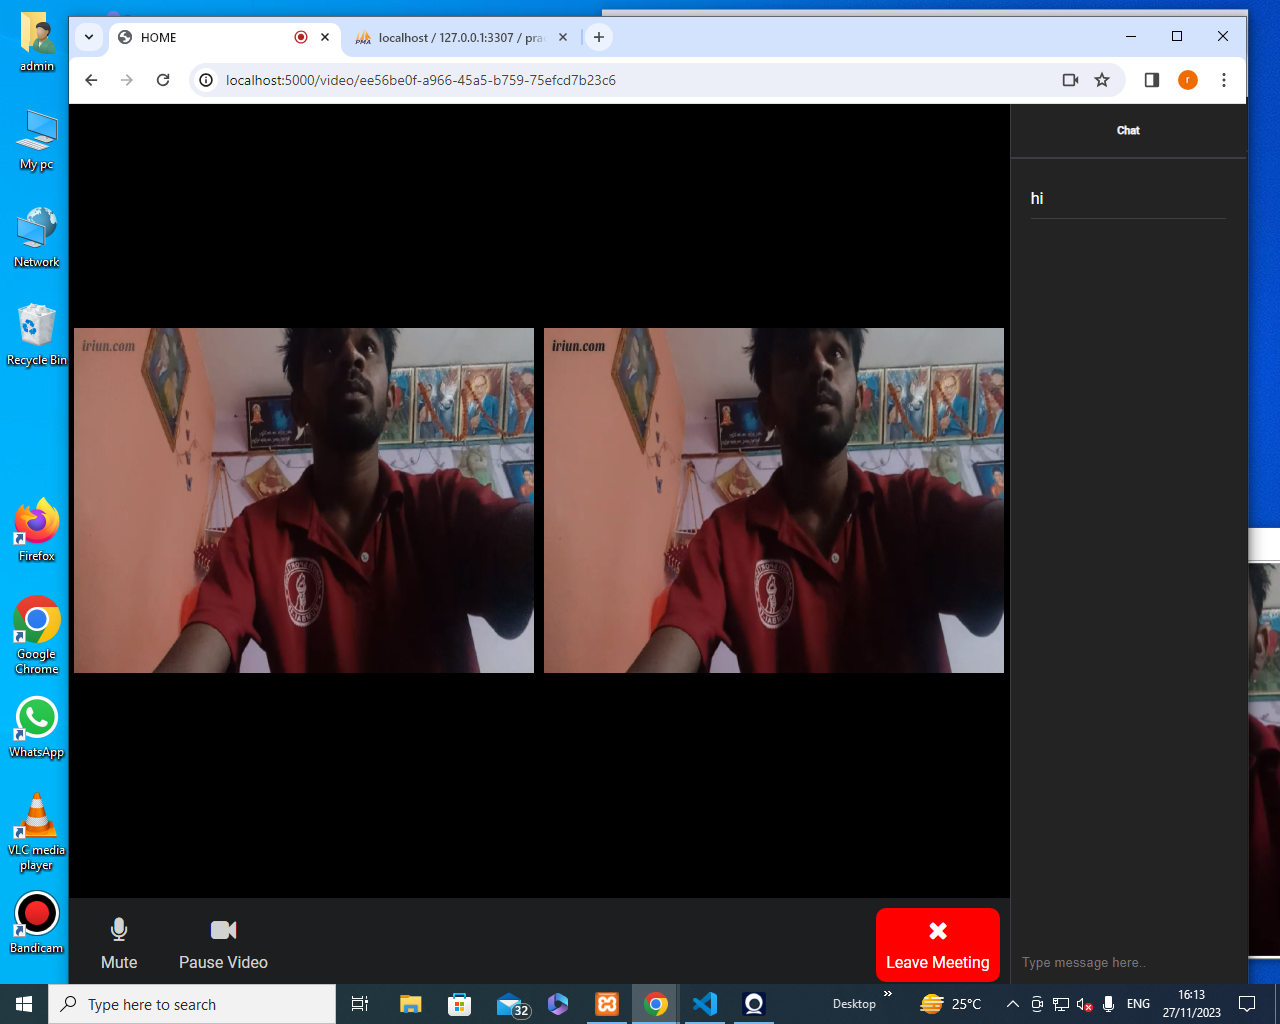 admin
My pc
Network
Recycle Bin
Firefox
Google
Chrome
WhatsApp
VLC media
player
Bandicam
HOME
localhost / 127.0.0.1:3307 / pra
localhost:5000/video/ee56be0f-a966-45a5-b759-75efcd7b23c6
r
Chat
hi
iriun.com
iriun.com
Mute
Pause Video
Leave Meeting
Type message here..
Type here to search
32
Desktop
25°C
ENG
16:13
27/11/2023